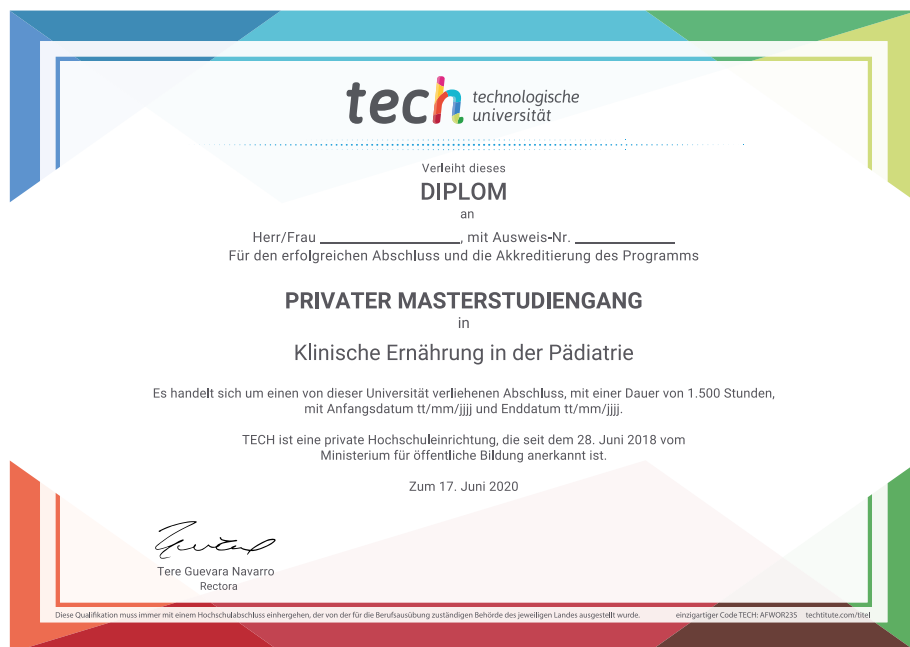 tech technologische
universität
Verleiht dieses
DIPLOM
an
Herr/Frau ____________________, mit Ausweis-Nr. ______________
Für den erfolgreichen Abschluss und die Akkreditierung des Programms
PRIVATER MASTERSTUDIENGANG
in
Klinische Ernährung in der Pädiatrie
Es handelt sich um einen von dieser Universität verliehenen Abschluss, mit einer Dauer von 1.500 Stunden,
mit Anfangsdatum tt/mm/jjjj und Enddatum tt/mm/jjjj.
TECH ist eine private Hochschuleinrichtung, die seit dem 28. Juni 2018 vom
Ministerium für öffentliche Bildung anerkannt ist.
Zum 17. Juni 2020
Tere Guevara Navarro
Rectora
Diese Qualifikation muss immer mit einem Hochschulabschluss einhergehen, der von der für die Berufsausübung zuständigen Behörde des jeweiligen Landes ausgestellt wurde. einzigartiger Code TECH: AFWOR23S techtitute.com/titel